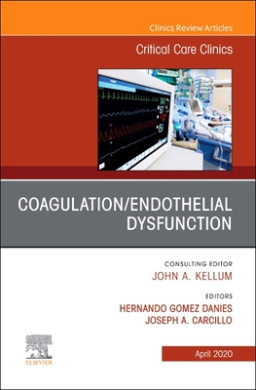 Clinics Review Articles
Critical Care Clinics
COAGULATION/ENDOTHELIAL
DYSFUNCTION
CONSULTING EDITOR
JOHN A. KELLUM
EDITORS
HERNANDO GOMEZ DANIES
JOSEPH A. CARCILLO
ELSEVIER
April 2020